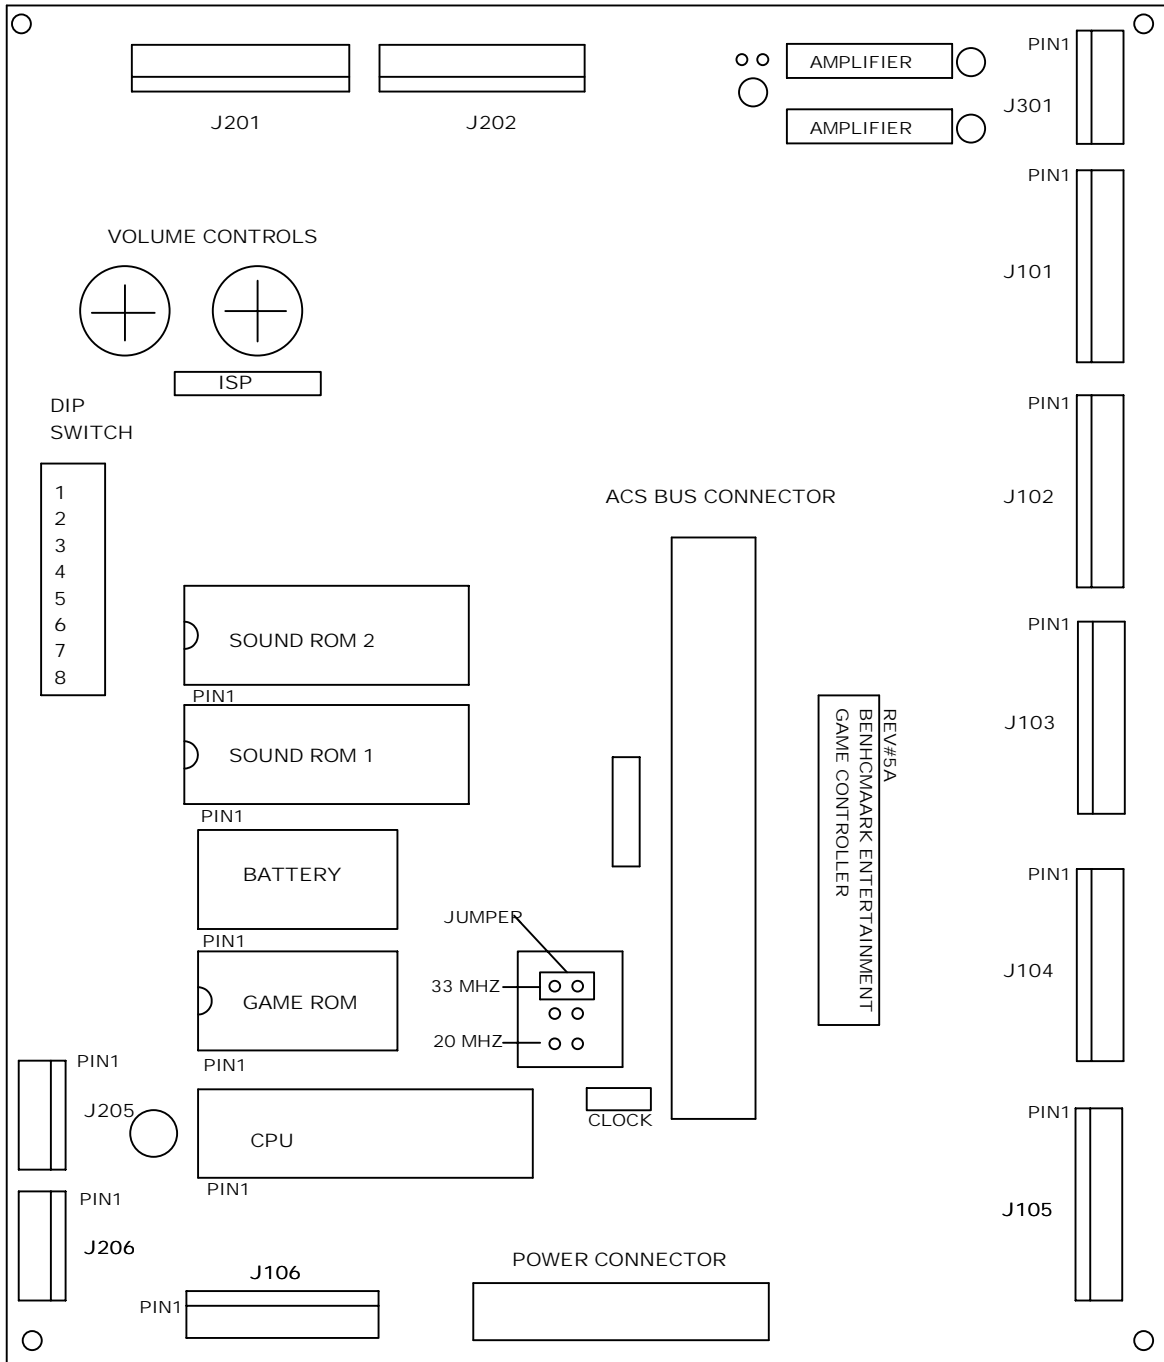 PIN1
AMPLIFIER
J301
J201
J202
AMPLIFIER
PIN1
VOLUME CONTROLS
J101
ISP
DIP
SWITCH
PIN1
1
2
3
4
5
6
7
8
ACS BUS CONNECTOR
J102
SOUND ROM 2
PIN1
PIN1
J103
SOUND ROM 1
PIN1
REV#5A
BENHCMAARK ENTERTAINMENT
GAME CONTROLLER
BATTERY
PIN1
PIN1
JUMPER
33 MHZ
20 MHZ
GAME ROM
PIN1
J104
PIN1
J205
CLOCK
CPU
PIN1
PIN1
J105
PIN1
J206
J106
PIN1
POWER CONNECTOR